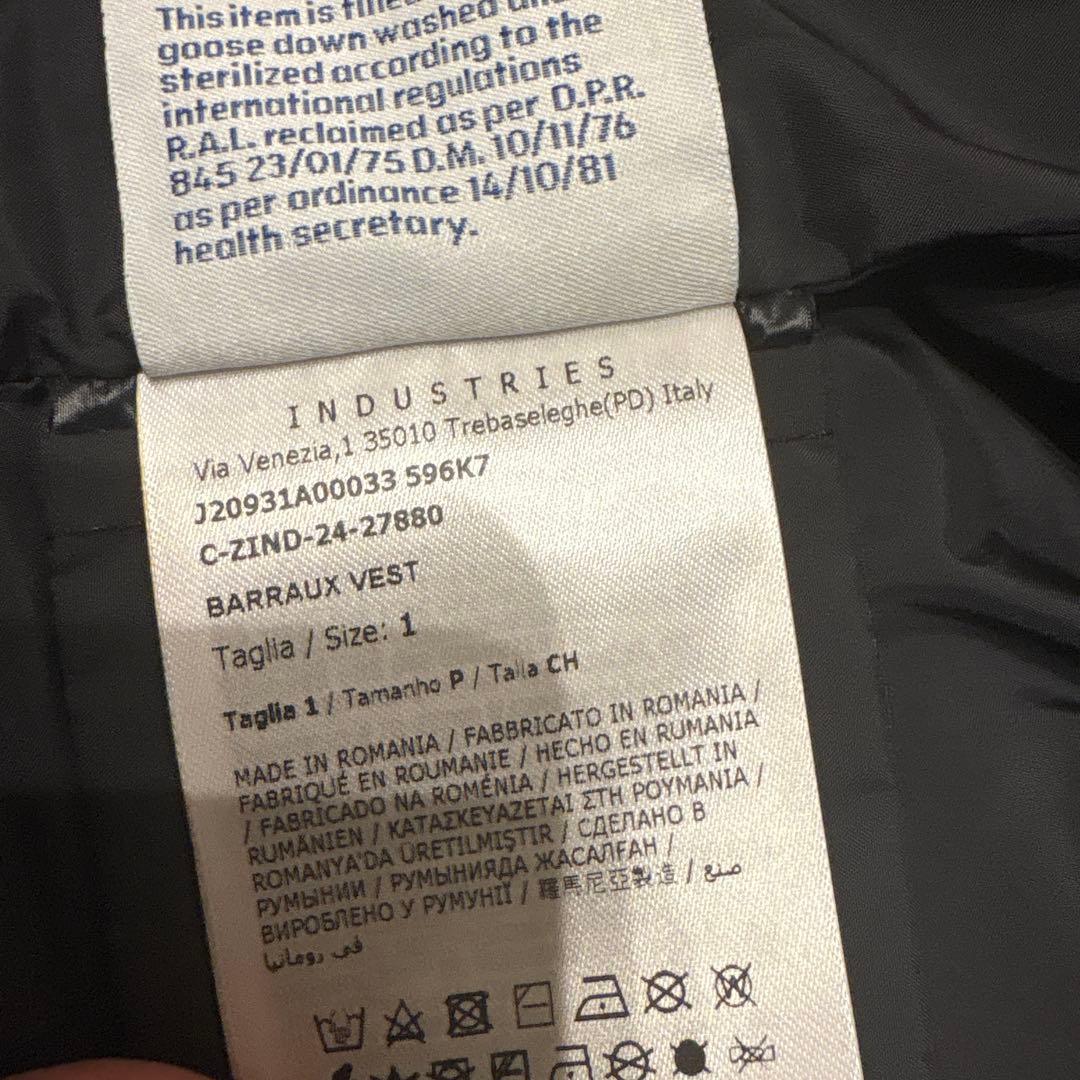 This item is filled
goose down washed and
sterilized according to the
international regulations
R.A.L. reclaimed as per D.P.R.
845 23/01/75 D.M. 10/11/76
as per ordinance 14/10/81
health secretary.
INDUSTRIES
Via Venezia,1 35010 Trebaseleghe(PD) Italy
J20931A00033 596K7
C-ZIND-24-27880
BARRAUX VEST
Taglia / Size: 1
Taglia 1 / Tamanho P / Talla CH
MADE IN ROMANIA / FABBRICATO IN ROMANIA /
FABRIQUÉ EN ROUMANIE / HECHO EN RUMANIA
/ FABRICADO NA ROMÉNIA / HERGESTELLT IN
RUMÄNIEN / ΚΑΤΑΣΚΕΥΑΖΕΤΑΙ ΣΤΗ ΡΟΥΜΑΝΙΑ /
ROMANYA'DA ÜRETILMIŞTIR / СДЕЛАНО В
РУМЫНИИ / РУМЫНИЯДА ЖАСАЛҒАН /
ВИРОБЛЕНО У РУМУНІЇ / 羅馬尼亞製造 / صنع
في رومانيا